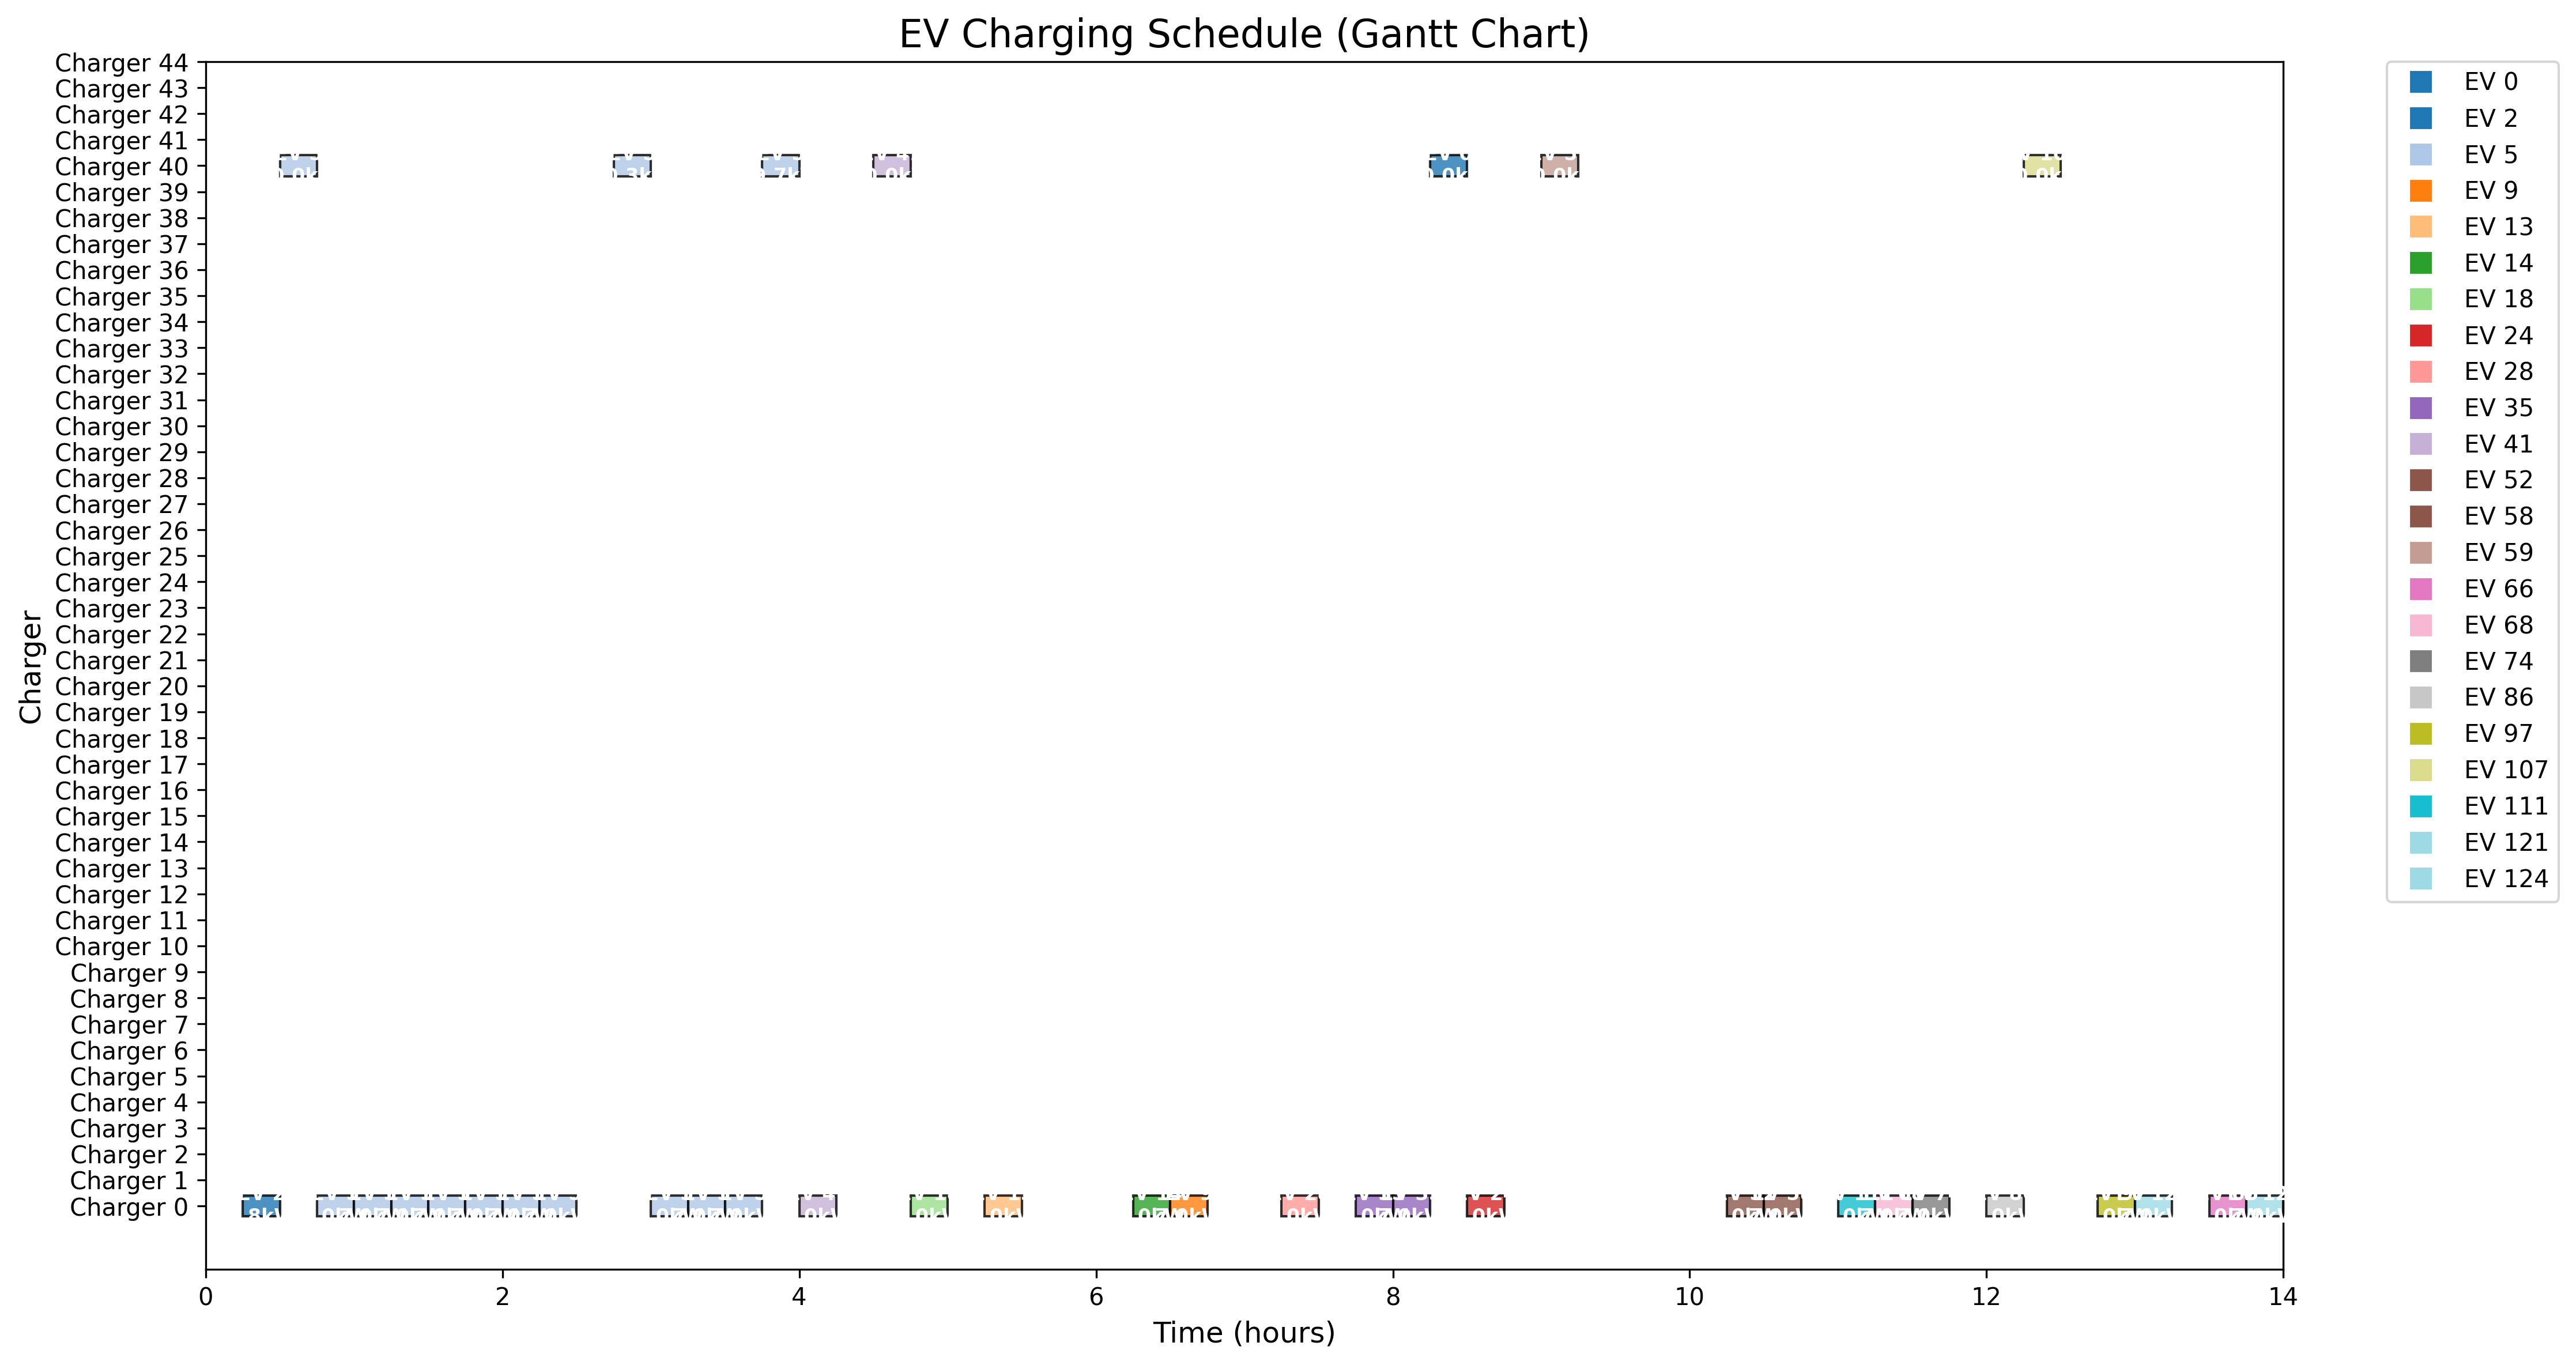 EV Charging Schedule (Gantt Chart)
Charger 44
Charger 43
Charger 42
Charger 41
Charger 40
Charger 39
Charger 38
Charger 37
Charger 36
Charger 35
Charger 34
Charger 33
Charger 32
Charger 31
Charger 30
Charger 29
Charger 28
Charger 27
Charger 26
Charger 25
Charger 24
Charger 23
Charger 22
Charger 21
Charger 20
Charger 19
Charger 18
Charger 17
Charger 16
Charger 15
Charger 14
Charger 13
Charger 12
Charger 11
Charger 10
Charger 9
Charger 8
Charger 7
Charger 6
Charger 5
Charger 4
Charger 3
Charger 2
Charger 1
Charger 0
Charger
0 2 4 6 8 10 12 14
Time (hours)
EV 0
EV 2
EV 5
EV 9
EV 13
EV 14
EV 18
EV 24
EV 28
EV 35
EV 41
EV 52
EV 58
EV 59
EV 66
EV 68
EV 74
EV 86
EV 97
EV 107
EV 111
EV 121
EV 124